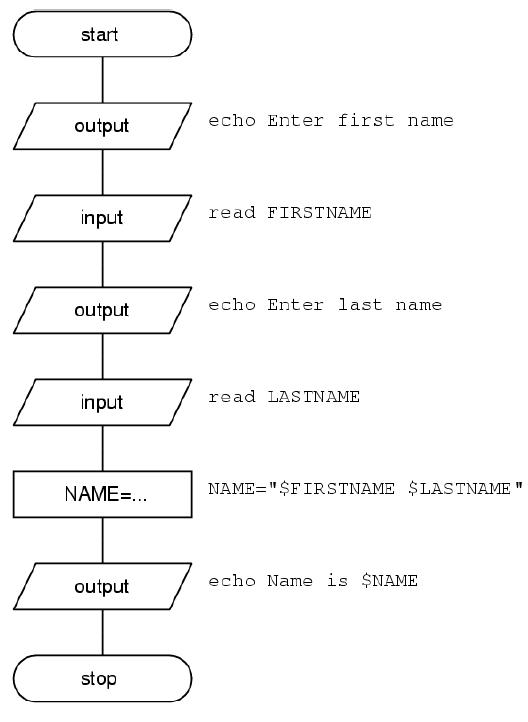 start
output
echo Enter first name
input
read FIRSTNAME
output
echo Enter last name
input
read LASTNAME
NAME=...
NAME="$FIRSTNAME $LASTNAME"
output
echo Name is $NAME
stop